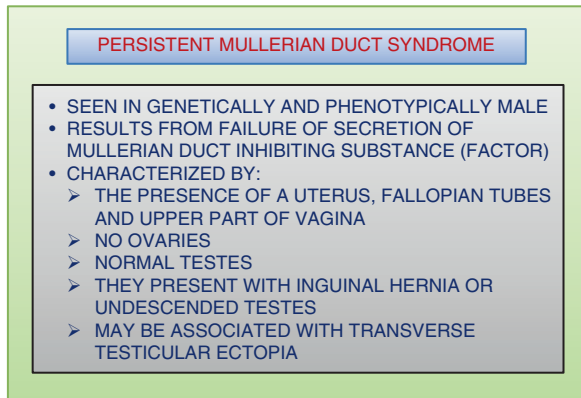 PERSISTENT MULLERIAN DUCT SYNDROME
• SEEN IN GENETICALLY AND PHENOTYPICALLY MALE
• RESULTS FROM FAILURE OF SECRETION OF
MULLERIAN DUCT INHIBITING SUBSTANCE (FACTOR)
• CHARACTERIZED BY:
➤ THE PRESENCE OF A UTERUS, FALLOPIAN TUBES
AND UPPER PART OF VAGINA
➤ NO OVARIES
➤ NORMAL TESTES
➤ THEY PRESENT WITH INGUINAL HERNIA OR
UNDESCENDED TESTES
➤ MAY BE ASSOCIATED WITH TRANSVERSE
TESTICULAR ECTOPIA